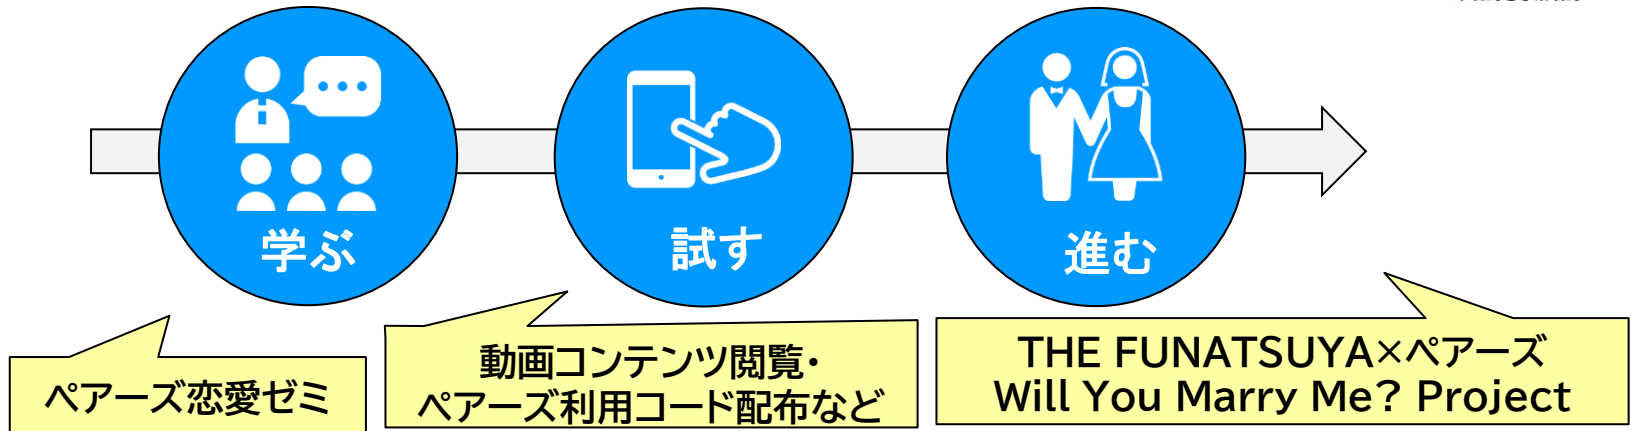 学ぶ
試す
進む
ペアーズ恋愛ゼミ
動画コンテンツ閲覧・
ペアーズ利用コード配布など
THE FUNATSUYA×ペアーズ
Will You Marry Me? Project